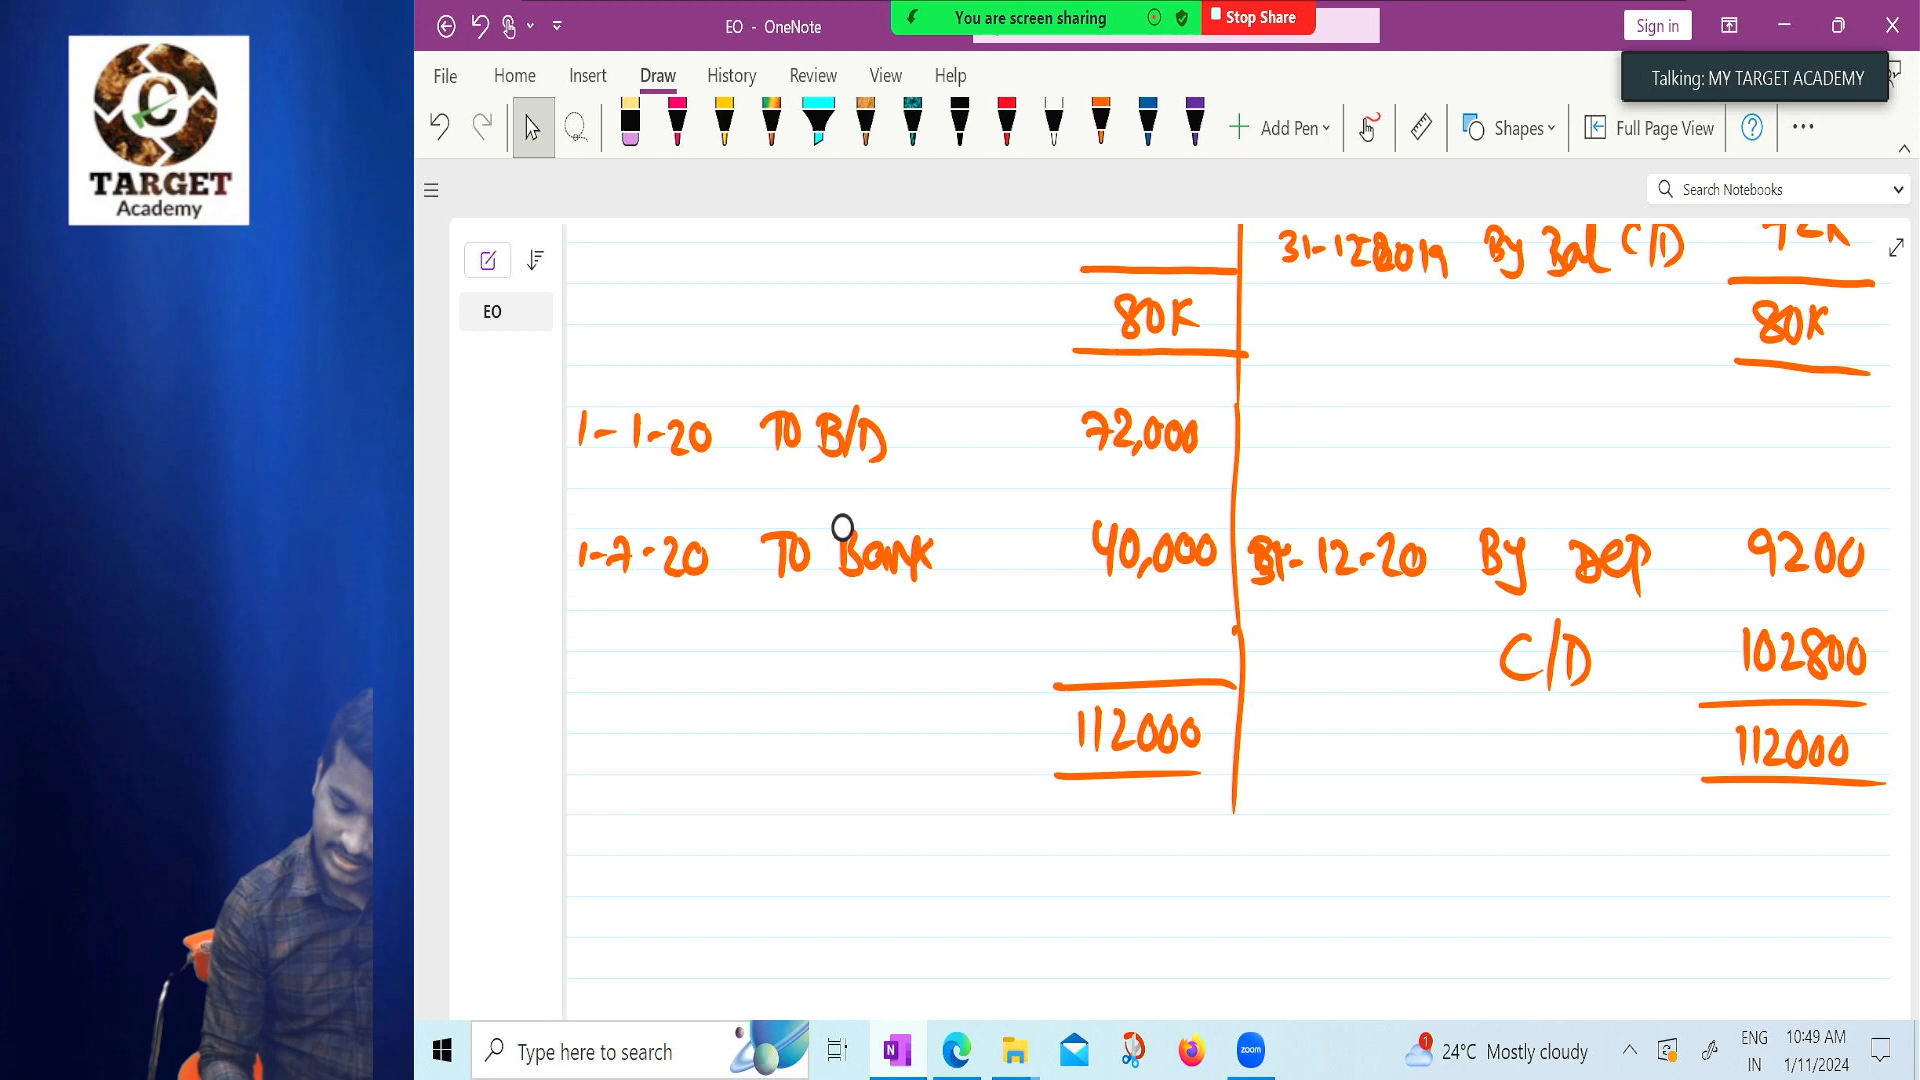 TARGET
Academy
EO - OneNote
You are screen sharing
Stop Share
Sign in
Talking: MY TARGET ACADEMY
File Home Insert Draw History Review View Help
Add Pen
Shapes
Full Page View
Search Notebooks
EO
31-12-2019 By Bal C/D
80K 80K
1-1-20 To B/D 72,000
1-7-20 To Bank 40,000 31-12-20 By Dep 9200
C/D 102800
112000 112000
Type here to search
zoom
1
24°C Mostly cloudy
ENG
IN
10:49 AM
1/11/2024